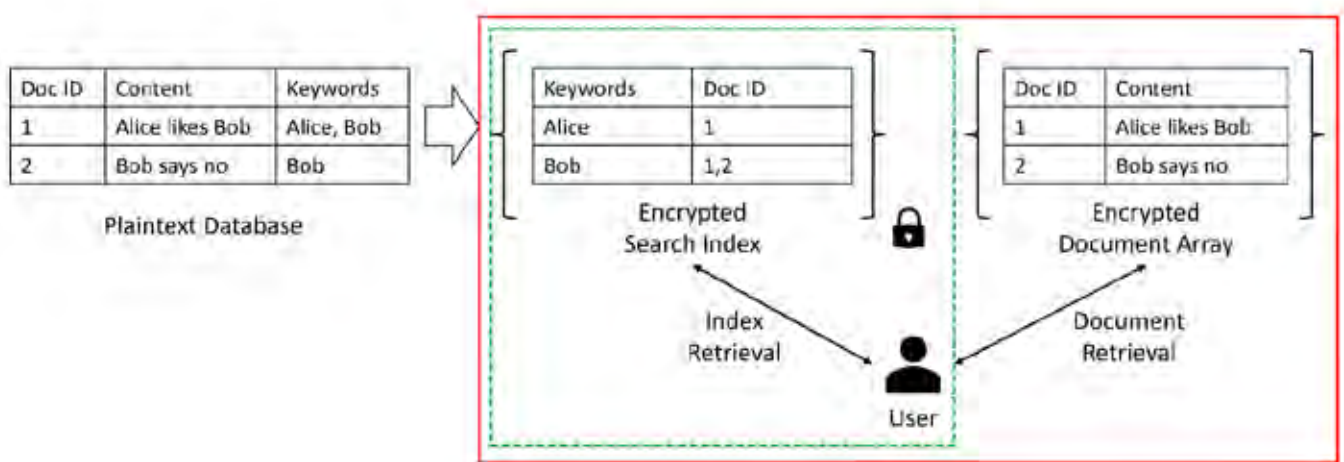 Doc ID Content Keywords
1 Alice likes Bob Alice, Bob
2 Bob says no Bob
Plaintext Database
Keywords Doc ID
Alice 1
Bob 1,2
Encrypted
Search Index
Doc ID Content
1 Alice likes Bob
2 Bob says no
Encrypted
Document Array
Index
Retrieval
Document
Retrieval
User